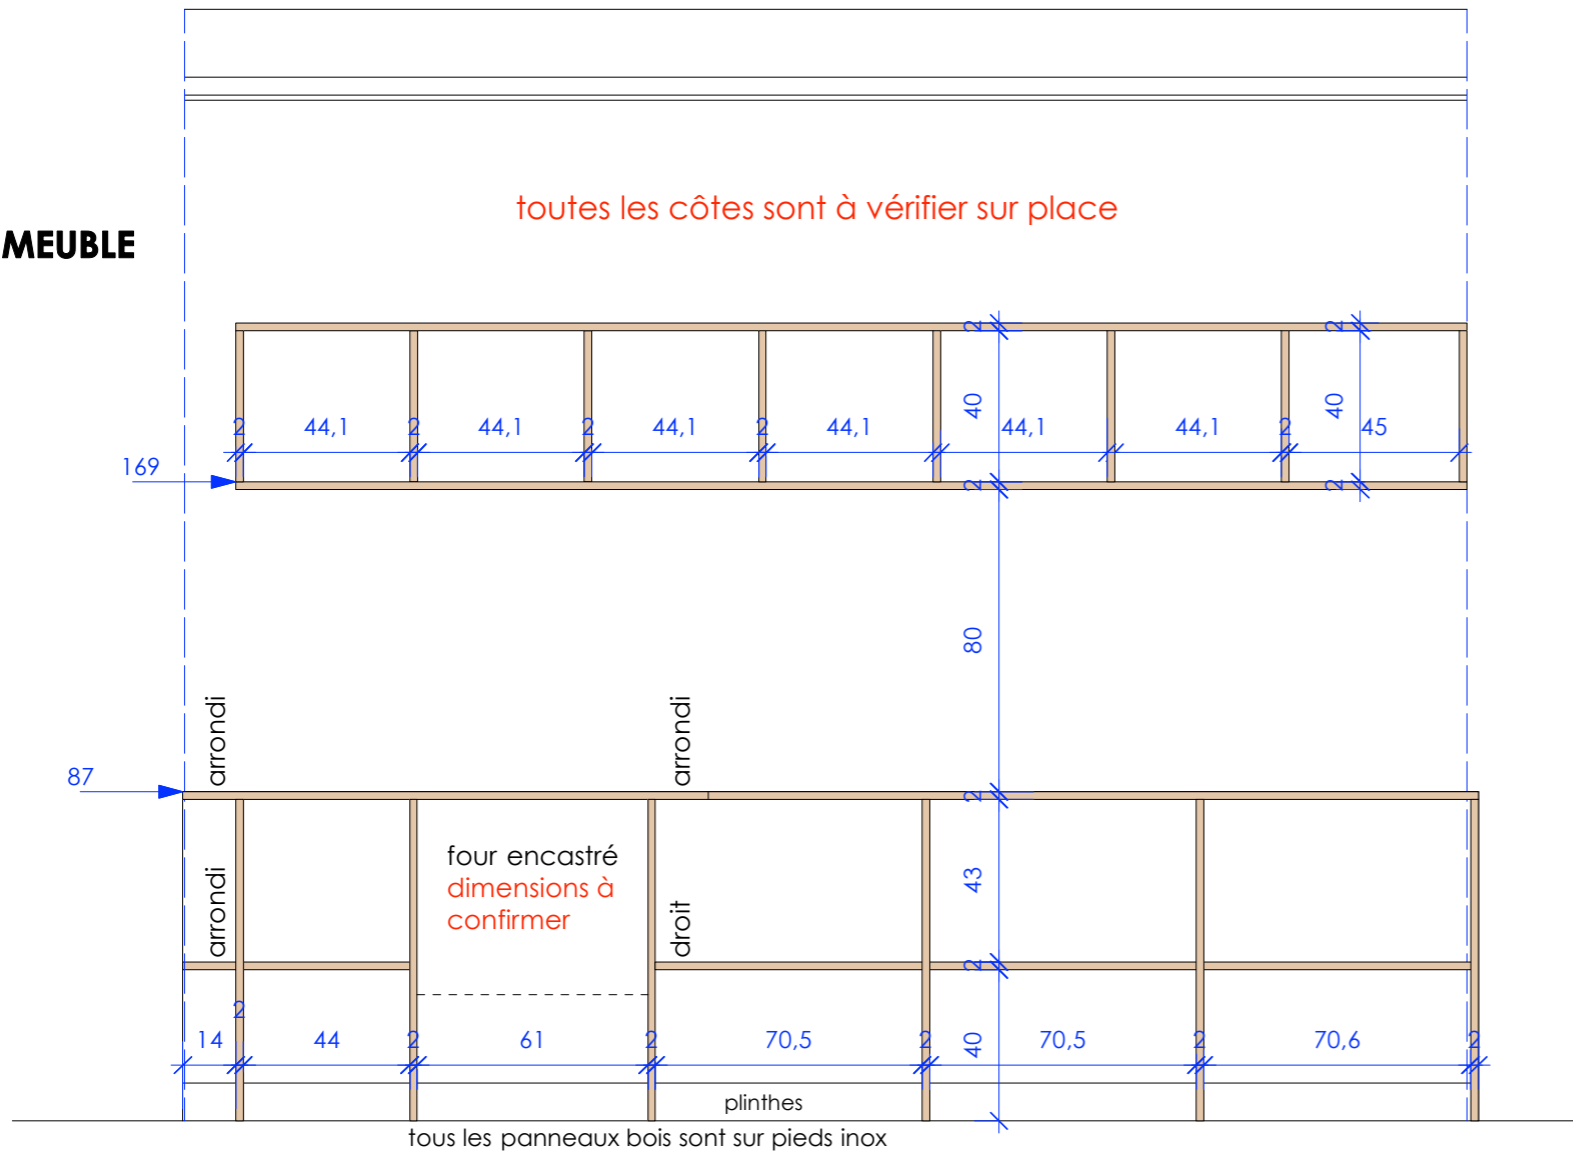 toutes les côtes sont à vérifier sur place
MEUBLE
2
2
40
40
2 44,1 2 44,1 2 44,1 2 44,1 44,1 44,1 2 45
169
2
2
80
arrondi
arrondi
87
2
four encastré
dimensions à
confirmer
arrondi
droit
43
2
2
14 44 2 61 2 70,5 2 40 70,5 2 70,6 2
plinthes
tous les panneaux bois sont sur pieds inox